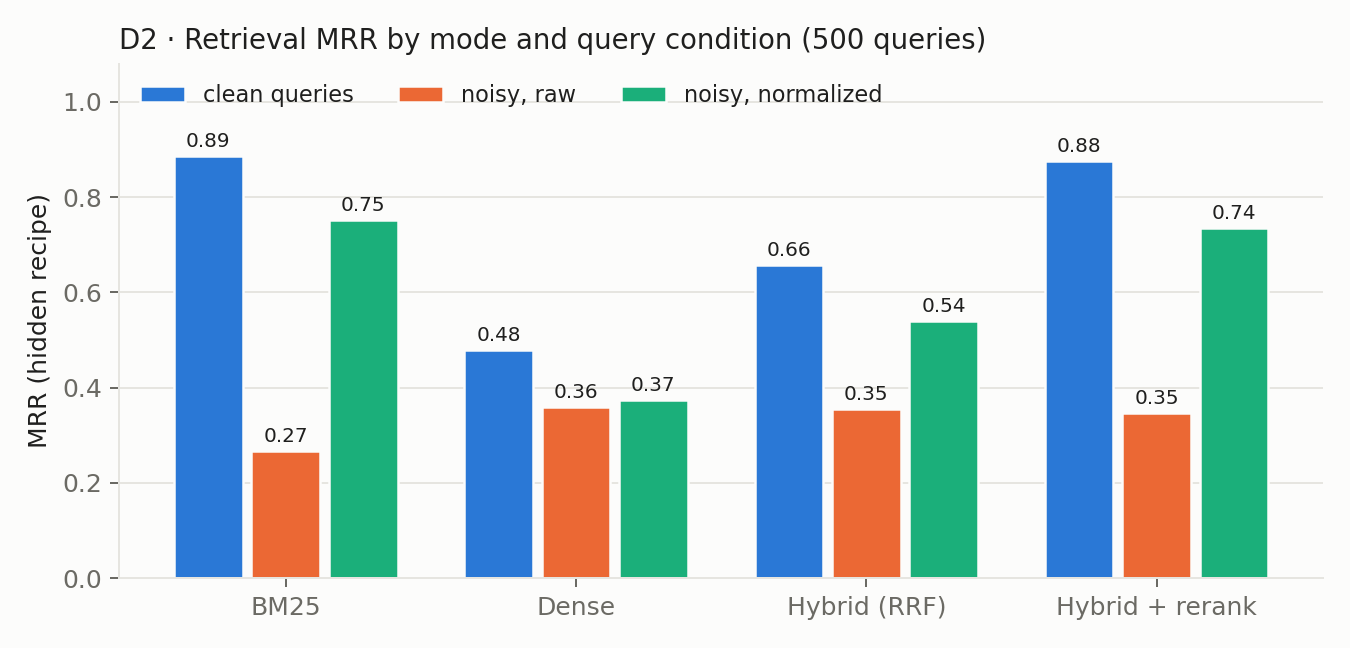 D2 · Retrieval MRR by mode and query condition (500 queries)
clean queries
noisy, raw
noisy, normalized
MRR (hidden recipe)
1.0
0.8
0.6
0.4
0.2
0.0
0.89
0.27
0.75
0.48
0.36
0.37
0.66
0.35
0.54
0.88
0.35
0.74
BM25
Dense
Hybrid (RRF)
Hybrid + rerank